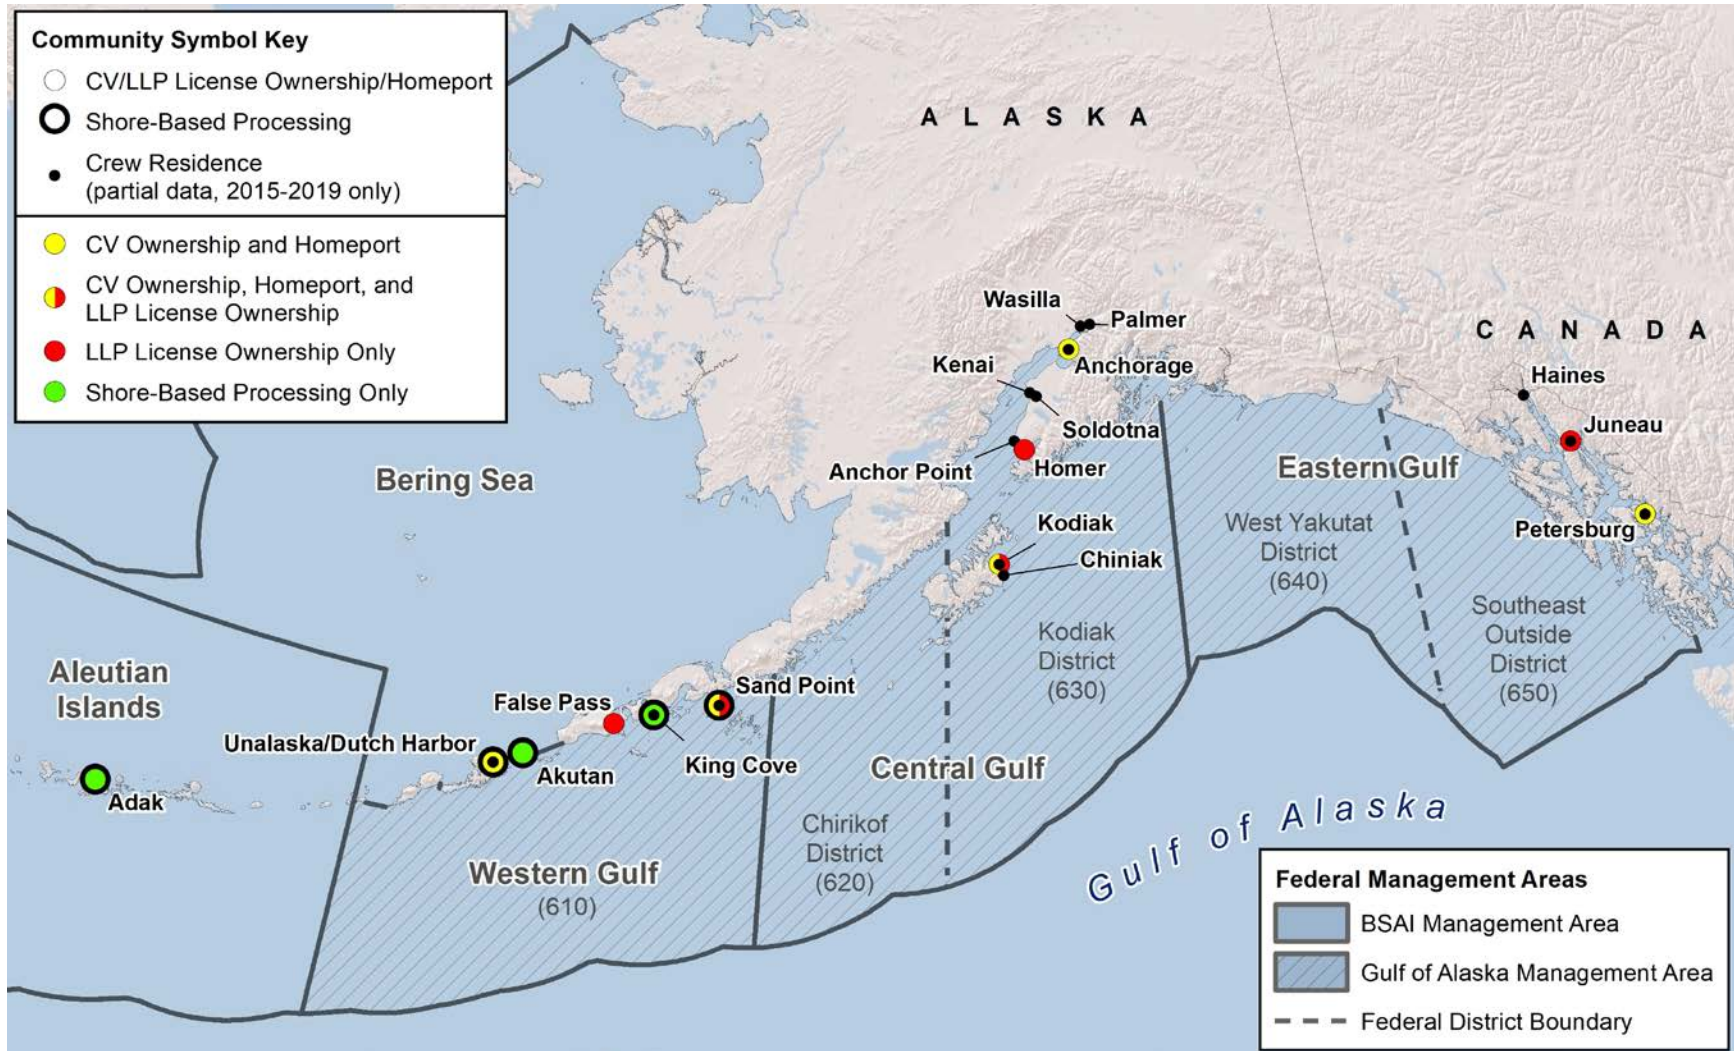 Community Symbol Key
CV/LLP License Ownership/Homeport
Shore-Based Processing
Crew Residence
(partial data, 2015-2019 only)
CV Ownership and Homeport
CV Ownership, Homeport, and
LLP License Ownership
LLP License Ownership Only
Shore-Based Processing Only
ALASKA
CANADA
Wasilla
Palmer
Anchorage
Kenai
Soldotna
Anchor Point
Homer
Haines
Juneau
Petersburg
Bering Sea
Eastern Gulf
West Yakutat
District
(640)
Kodiak
Chiniak
Kodiak
District
(630)
Southeast
Outside
District
(650)
Aleutian
Islands
Sand Point
False Pass
Unalaska/Dutch Harbor
Akutan
King Cove
Adak
Central Gulf
Chirikof
District
(620)
Western Gulf
(610)
Gulf of Alaska
Federal Management Areas
BSAI Management Area
Gulf of Alaska Management Area
Federal District Boundary